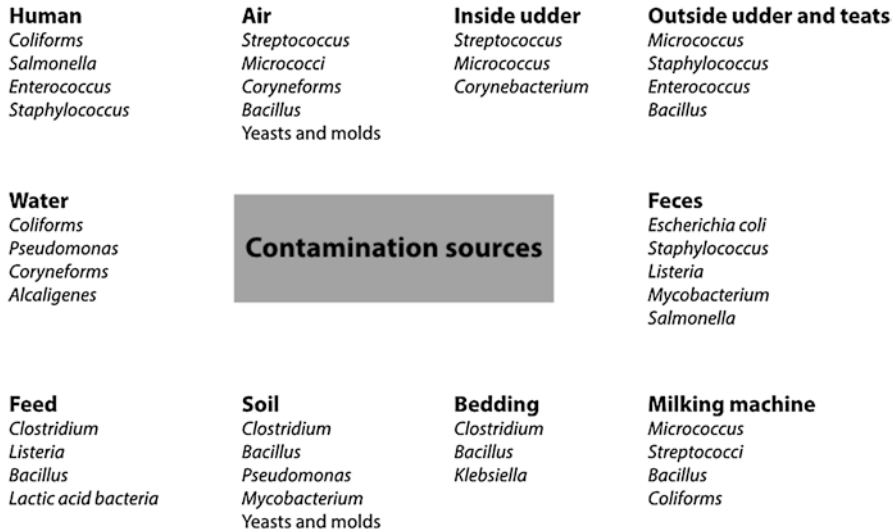 Human
Coliforms
Salmonella
Enterococcus
Staphylococcus
Air
Streptococcus
Micrococci
Coryneforms
Bacillus
Yeasts and molds
Inside udder
Streptococcus
Micrococcus
Corynebacterium
Outside udder and teats
Micrococcus
Staphylococcus
Enterococcus
Bacillus
Water
Coliforms
Pseudomonas
Coryneforms
Alcaligenes
Contamination sources
Feces
Escherichia coli
Staphylococcus
Listeria
Mycobacterium
Salmonella
Feed
Clostridium
Listeria
Bacillus
Lactic acid bacteria
Soil
Clostridium
Bacillus
Pseudomonas
Mycobacterium
Yeasts and molds
Bedding
Clostridium
Bacillus
Klebsiella
Milking machine
Micrococcus
Streptococci
Bacillus
Coliforms